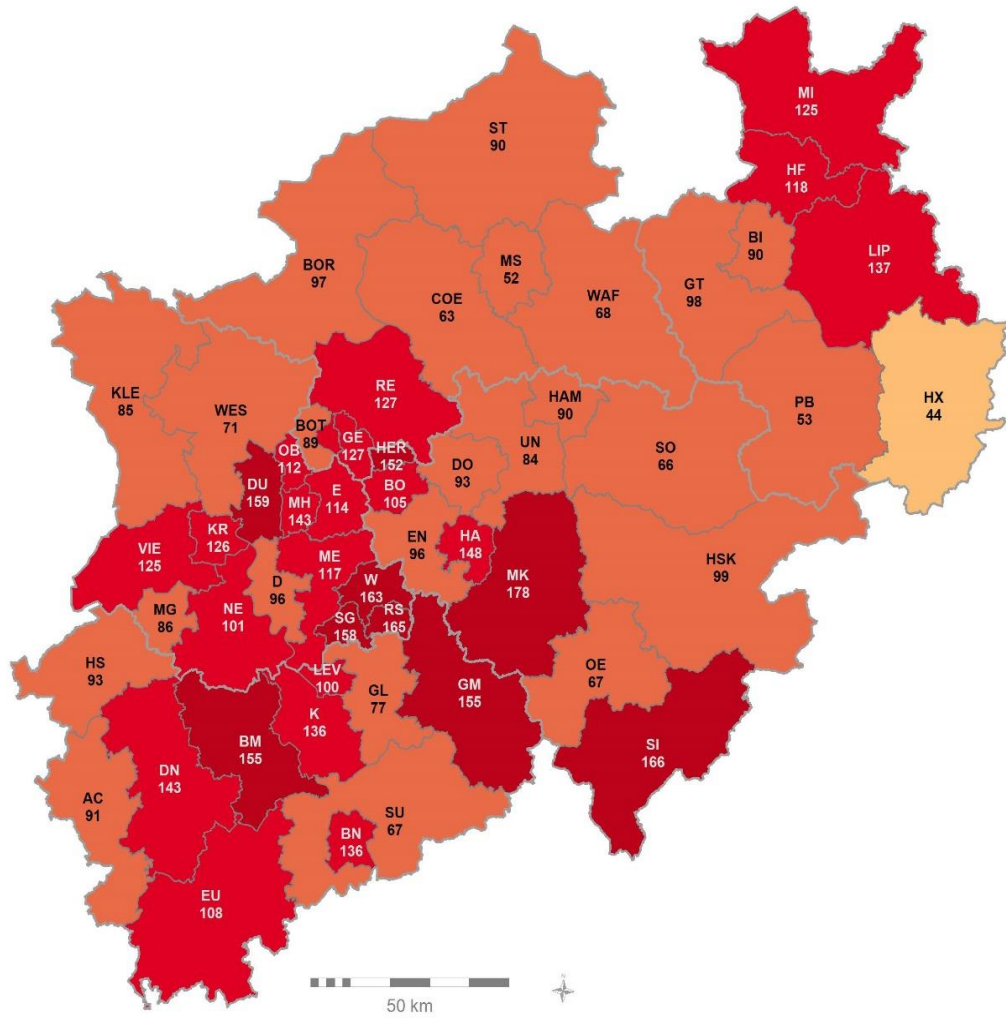 MI
125
ST
90
HF
118
BI
90
LIP
137
MS
52
BOR
97
GT
98
COE
63
WAF
68
KLE
85
RE
127
HAM
90
HX
44
PB
53
WES
71
BOT
89
GE
127
UN
84
HER
152
OB
112
DO
93
SO
66
DU
159
E
114
BO
105
MH
143
KR
126
EN
96
HA
148
VIE
125
ME
117
HSK
99
D
96
MK
178
W
163
MG
86
NE
101
SG
158
RS
165
HS
93
OE
67
LEV
100
GL
77
GM
155
K
136
BM
155
SI
166
DN
143
AC
91
SU
67
BN
136
EU
108
50 km